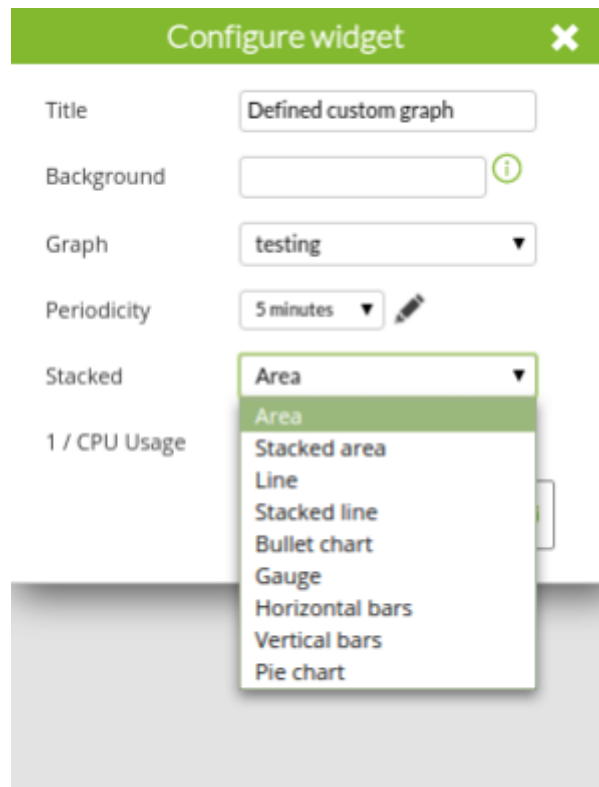 Configure widget
Title Defined custom graph
Background
Graph testing
Periodicity 5 minutes
Stacked Area
Area
1 / CPU Usage
Stacked area
Line
Stacked line
Bullet chart
Gauge
Horizontal bars
Vertical bars
Pie chart